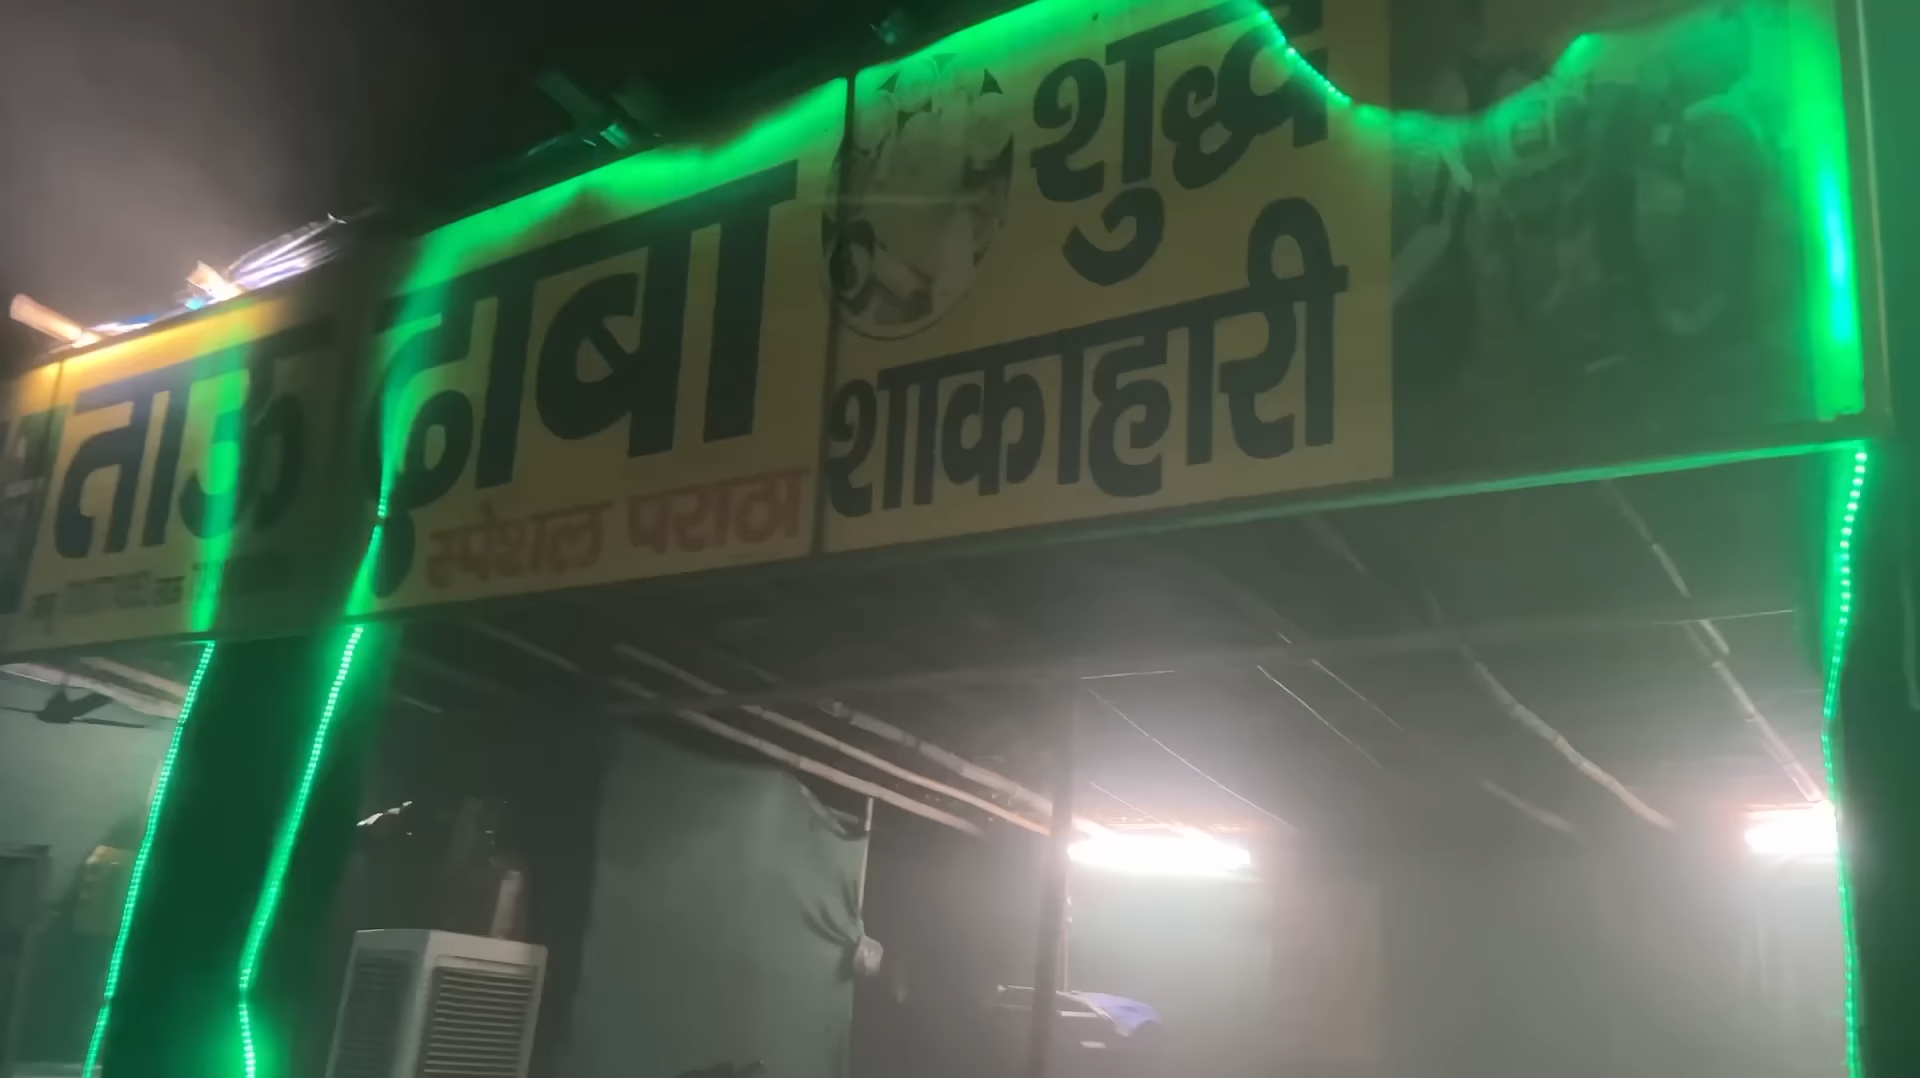 ताऊ ढाबा
स्पेशल पराठा
शुद्ध
शाकाहारी